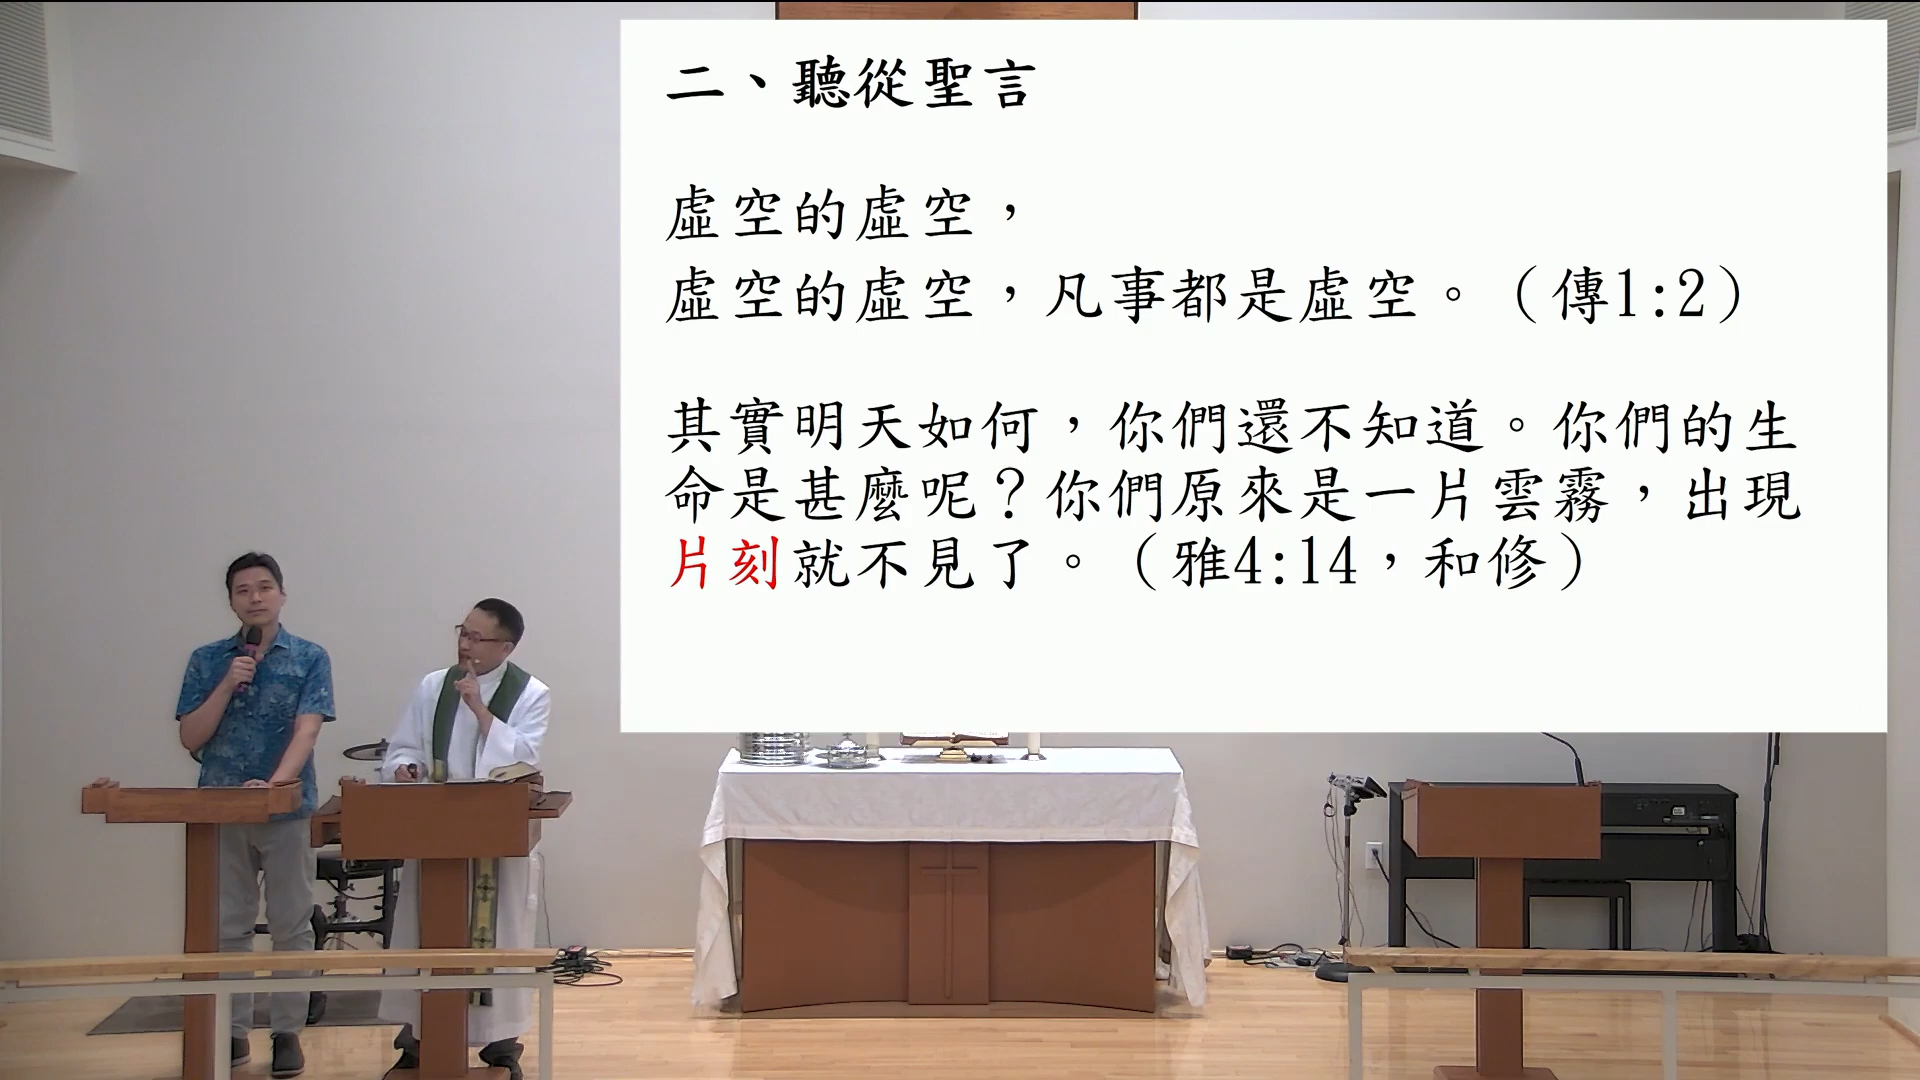 二、聽從聖言
虛空的虛空，
虛空的虛空，凡事都是虛空。（傳1:2）
其實明天如何，你們還不知道。你們的生
命是甚麼呢？你們原來是一片雲霧，出現
片刻就不見了。（雅4:14，和修）